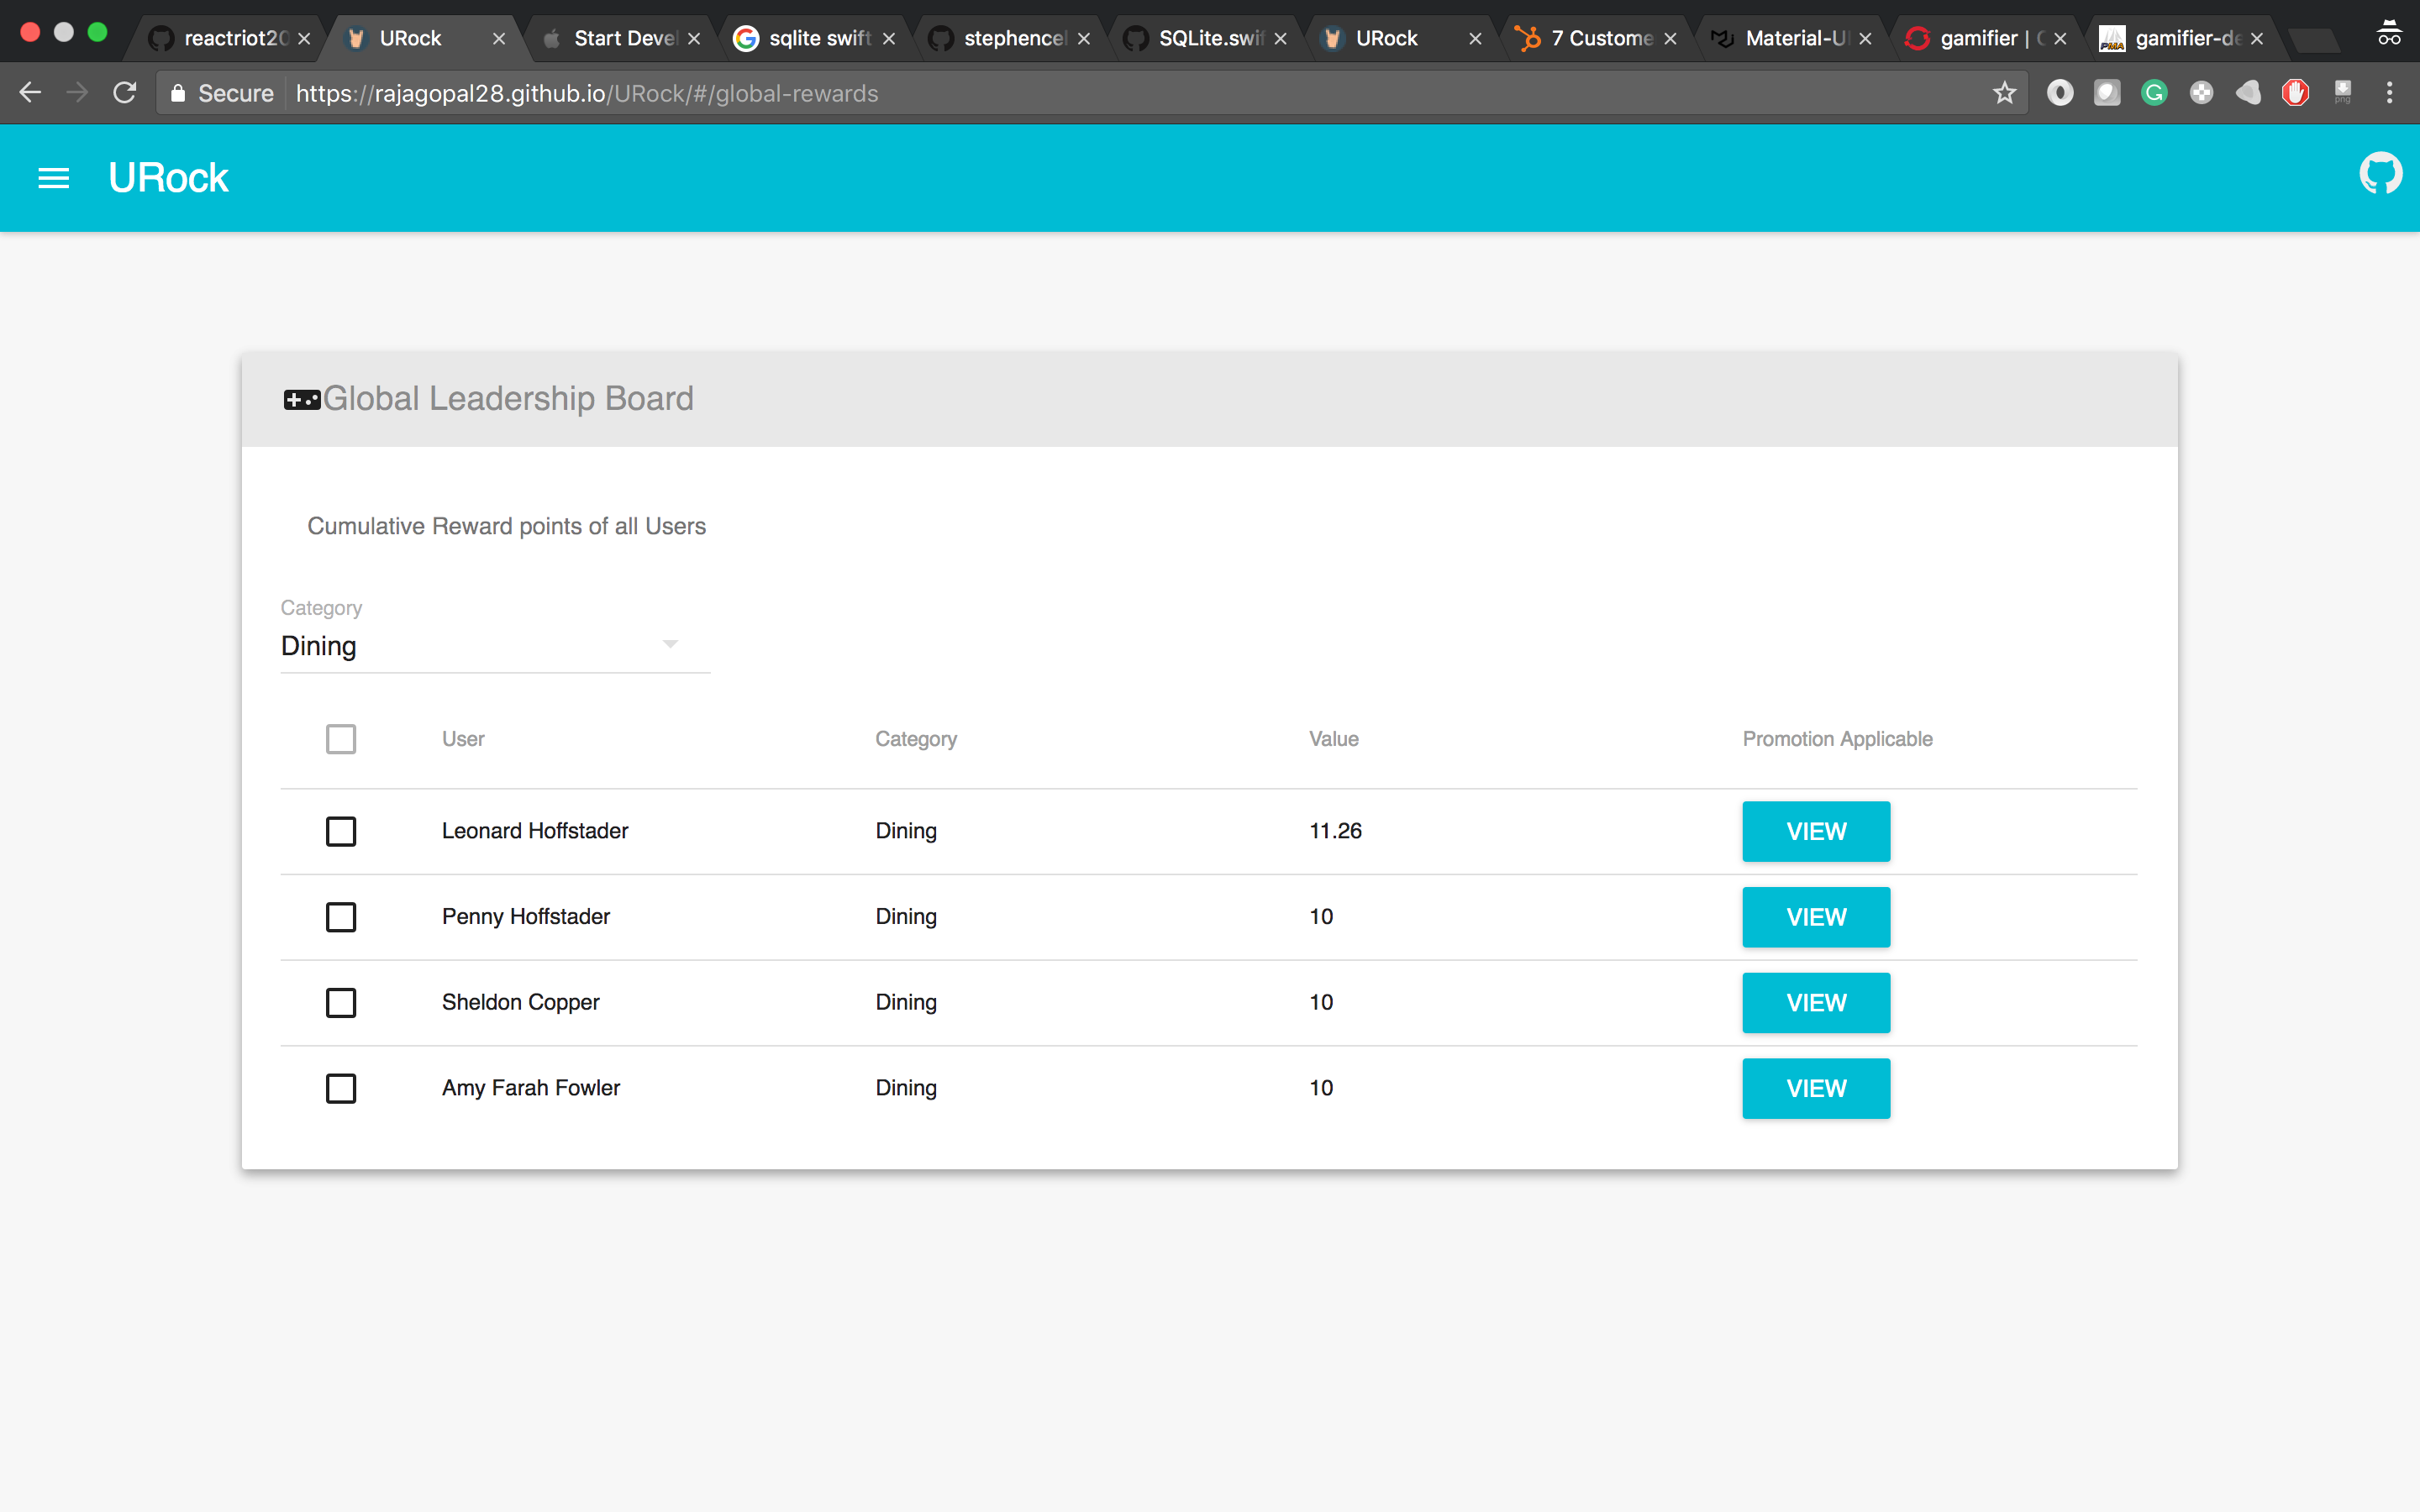 reactriot20 URock Start Devel sqlite swift stephencel SQLite.swif URock 7 Custome Material-UI gamifier | gamifier-de
Secure https://rajagopal28.github.io/URock/#/global-rewards
URock
Global Leadership Board
Cumulative Reward points of all Users
Category
Dining
User Category Value Promotion Applicable
Leonard Hoffstader Dining 11.26 VIEW
Penny Hoffstader Dining 10 VIEW
Sheldon Copper Dining 10 VIEW
Amy Farah Fowler Dining 10 VIEW